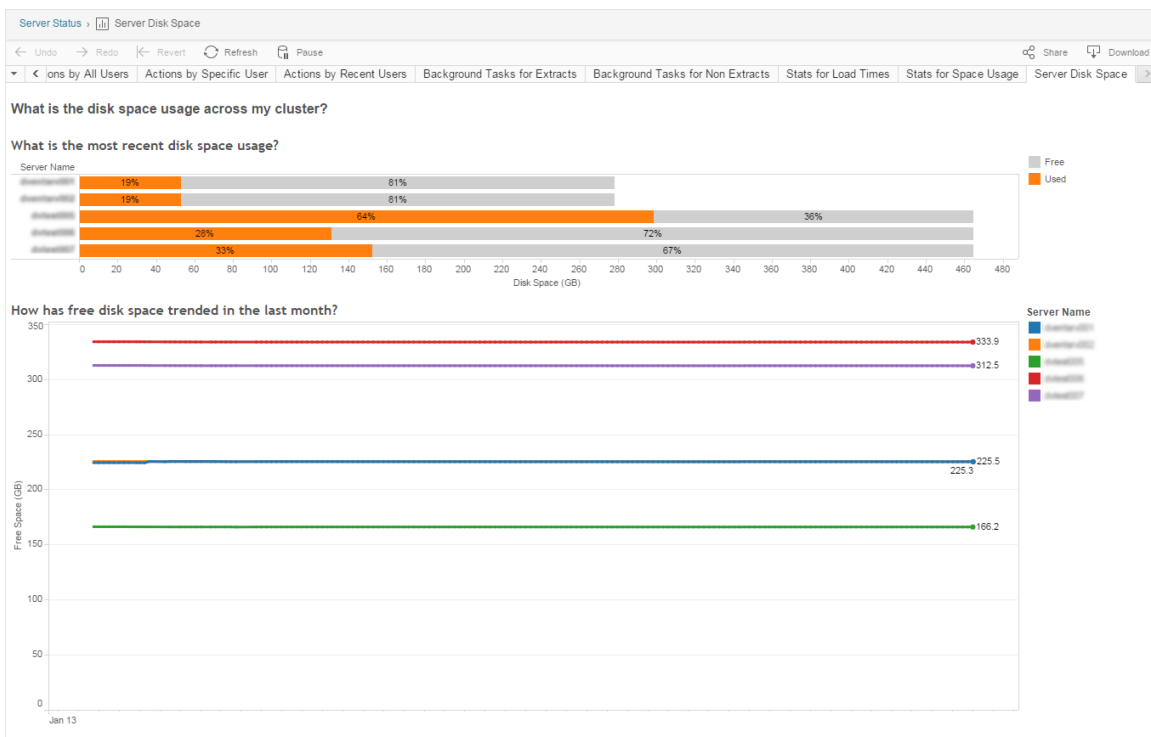 Server Status › Server Disk Space
← Undo → Redo Revert Refresh Pause Share Download
ons by All Users Actions by Specific User Actions by Recent Users Background Tasks for Extracts Background Tasks for Non Extracts Stats for Load Times Stats for Space Usage Server Disk Space
What is the disk space usage across my cluster?
What is the most recent disk space usage?
Server Name
Free
Used
19% 81%
19% 81%
64% 36%
28% 72%
33% 67%
0 20 40 60 80 100 120 140 160 180 200 220 240 260 280 300 320 340 360 380 400 420 440 460 480
Disk Space (GB)
How has free disk space trended in the last month?
Server Name
350
333.9
312.5
300
250
225.5
225.3
200
166.2
150
100
50
0
Free Space (GB)
Jan 13